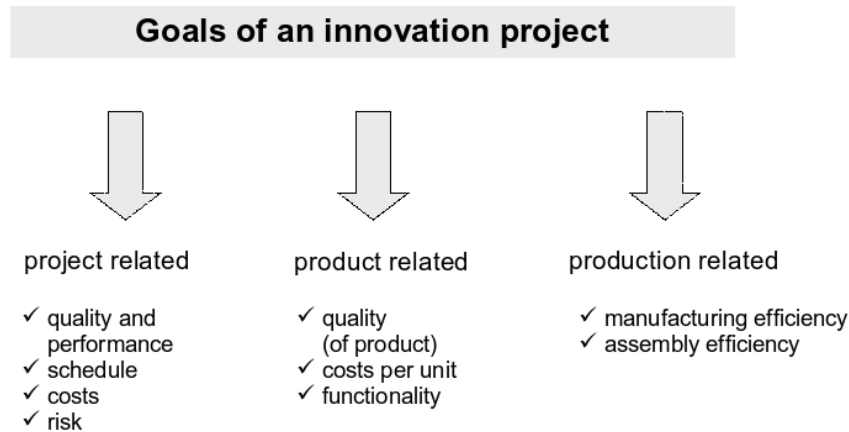 Goals of an innovation project
project related
✓ quality and
performance
✓ schedule
✓ costs
✓ risk
product related
✓ quality
(of product)
✓ costs per unit
✓ functionality
production related
✓ manufacturing efficiency
✓ assembly efficiency